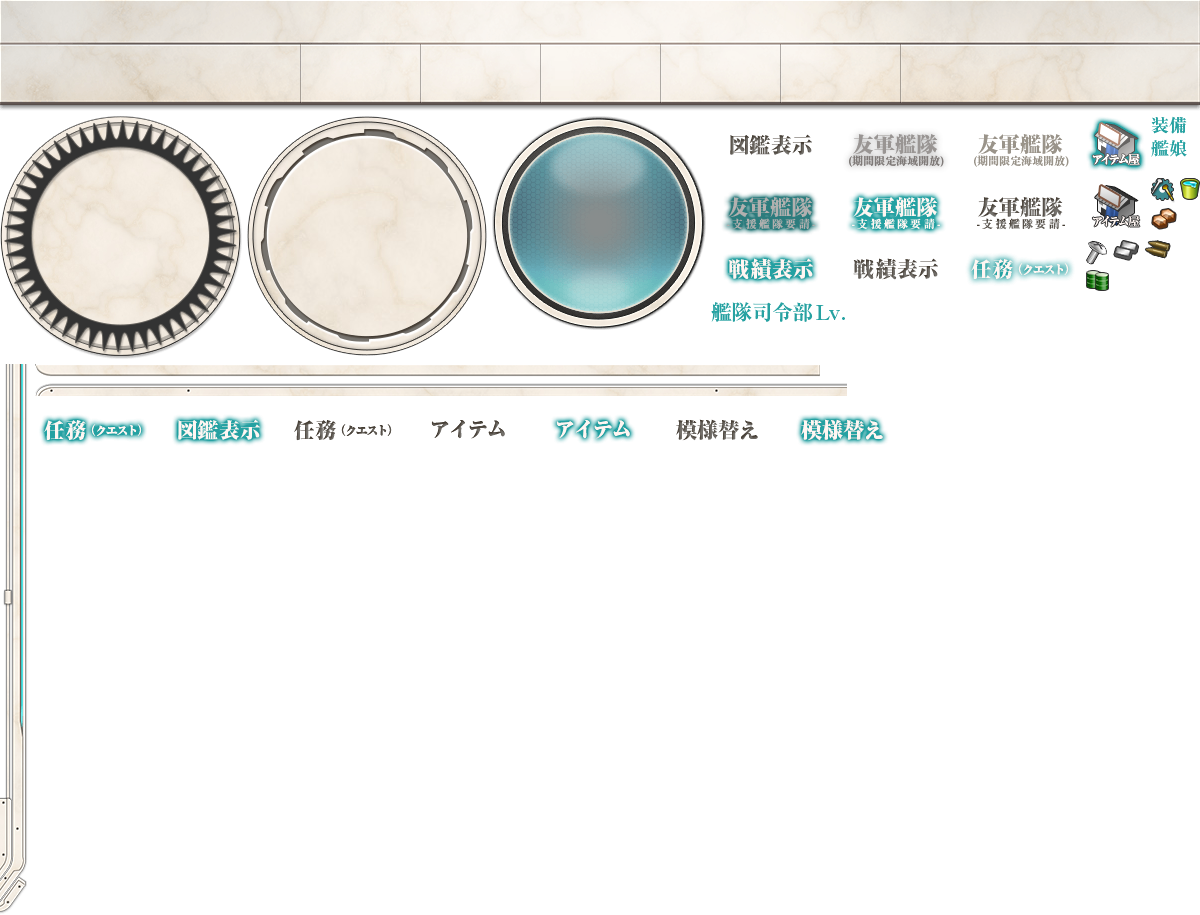 図鑑表示
友軍艦隊
(期間限定海域開放)
友軍艦隊
(期間限定海域開放)
アイテム屋
装備
艦娘
友軍艦隊
-支援艦隊要請-
友軍艦隊
-支援艦隊要請-
友軍艦隊
-支援艦隊要請-
アイテム屋
戦績表示
戦績表示
任務(クエスト)
艦隊司令部Lv.
任務(クエスト)
図鑑表示
任務(クエスト)
アイテム
アイテム
模様替え
模様替え